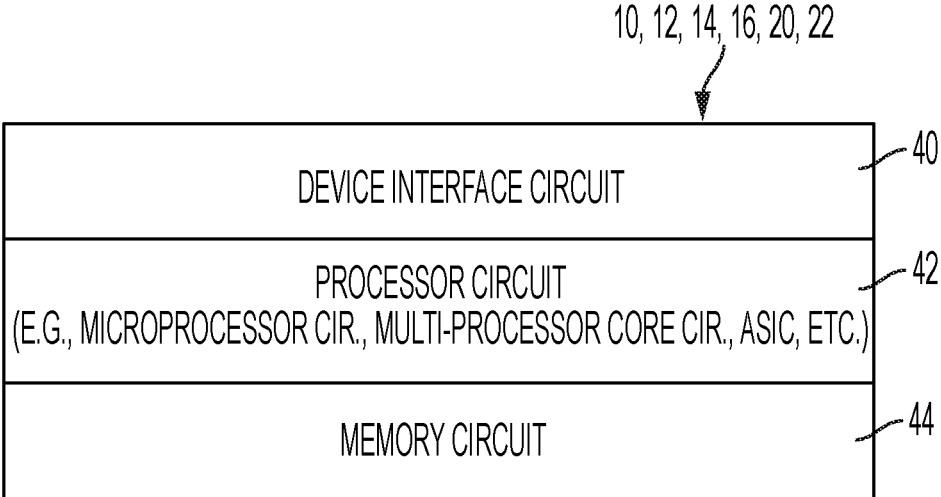 10, 12, 14, 16, 20, 22
40
DEVICE INTERFACE CIRCUIT
42
PROCESSOR CIRCUIT
(E.G., MICROPROCESSOR CIR., MULTI-PROCESSOR CORE CIR., ASIC, ETC.)
44
MEMORY CIRCUIT